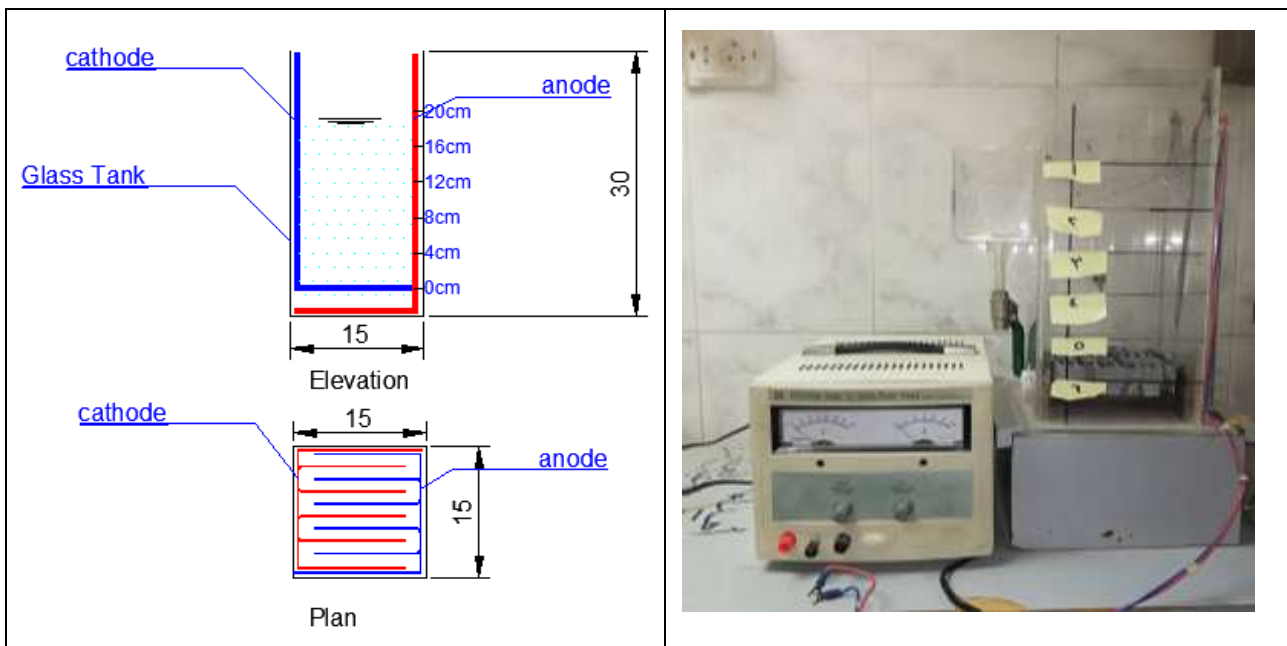 cathode
anode
20cm
16cm
Glass Tank
12cm
8cm
4cm
0cm
30
15
Elevation
cathode
15
anode
15
Plan
١
٢
٣
٤
٥
٦